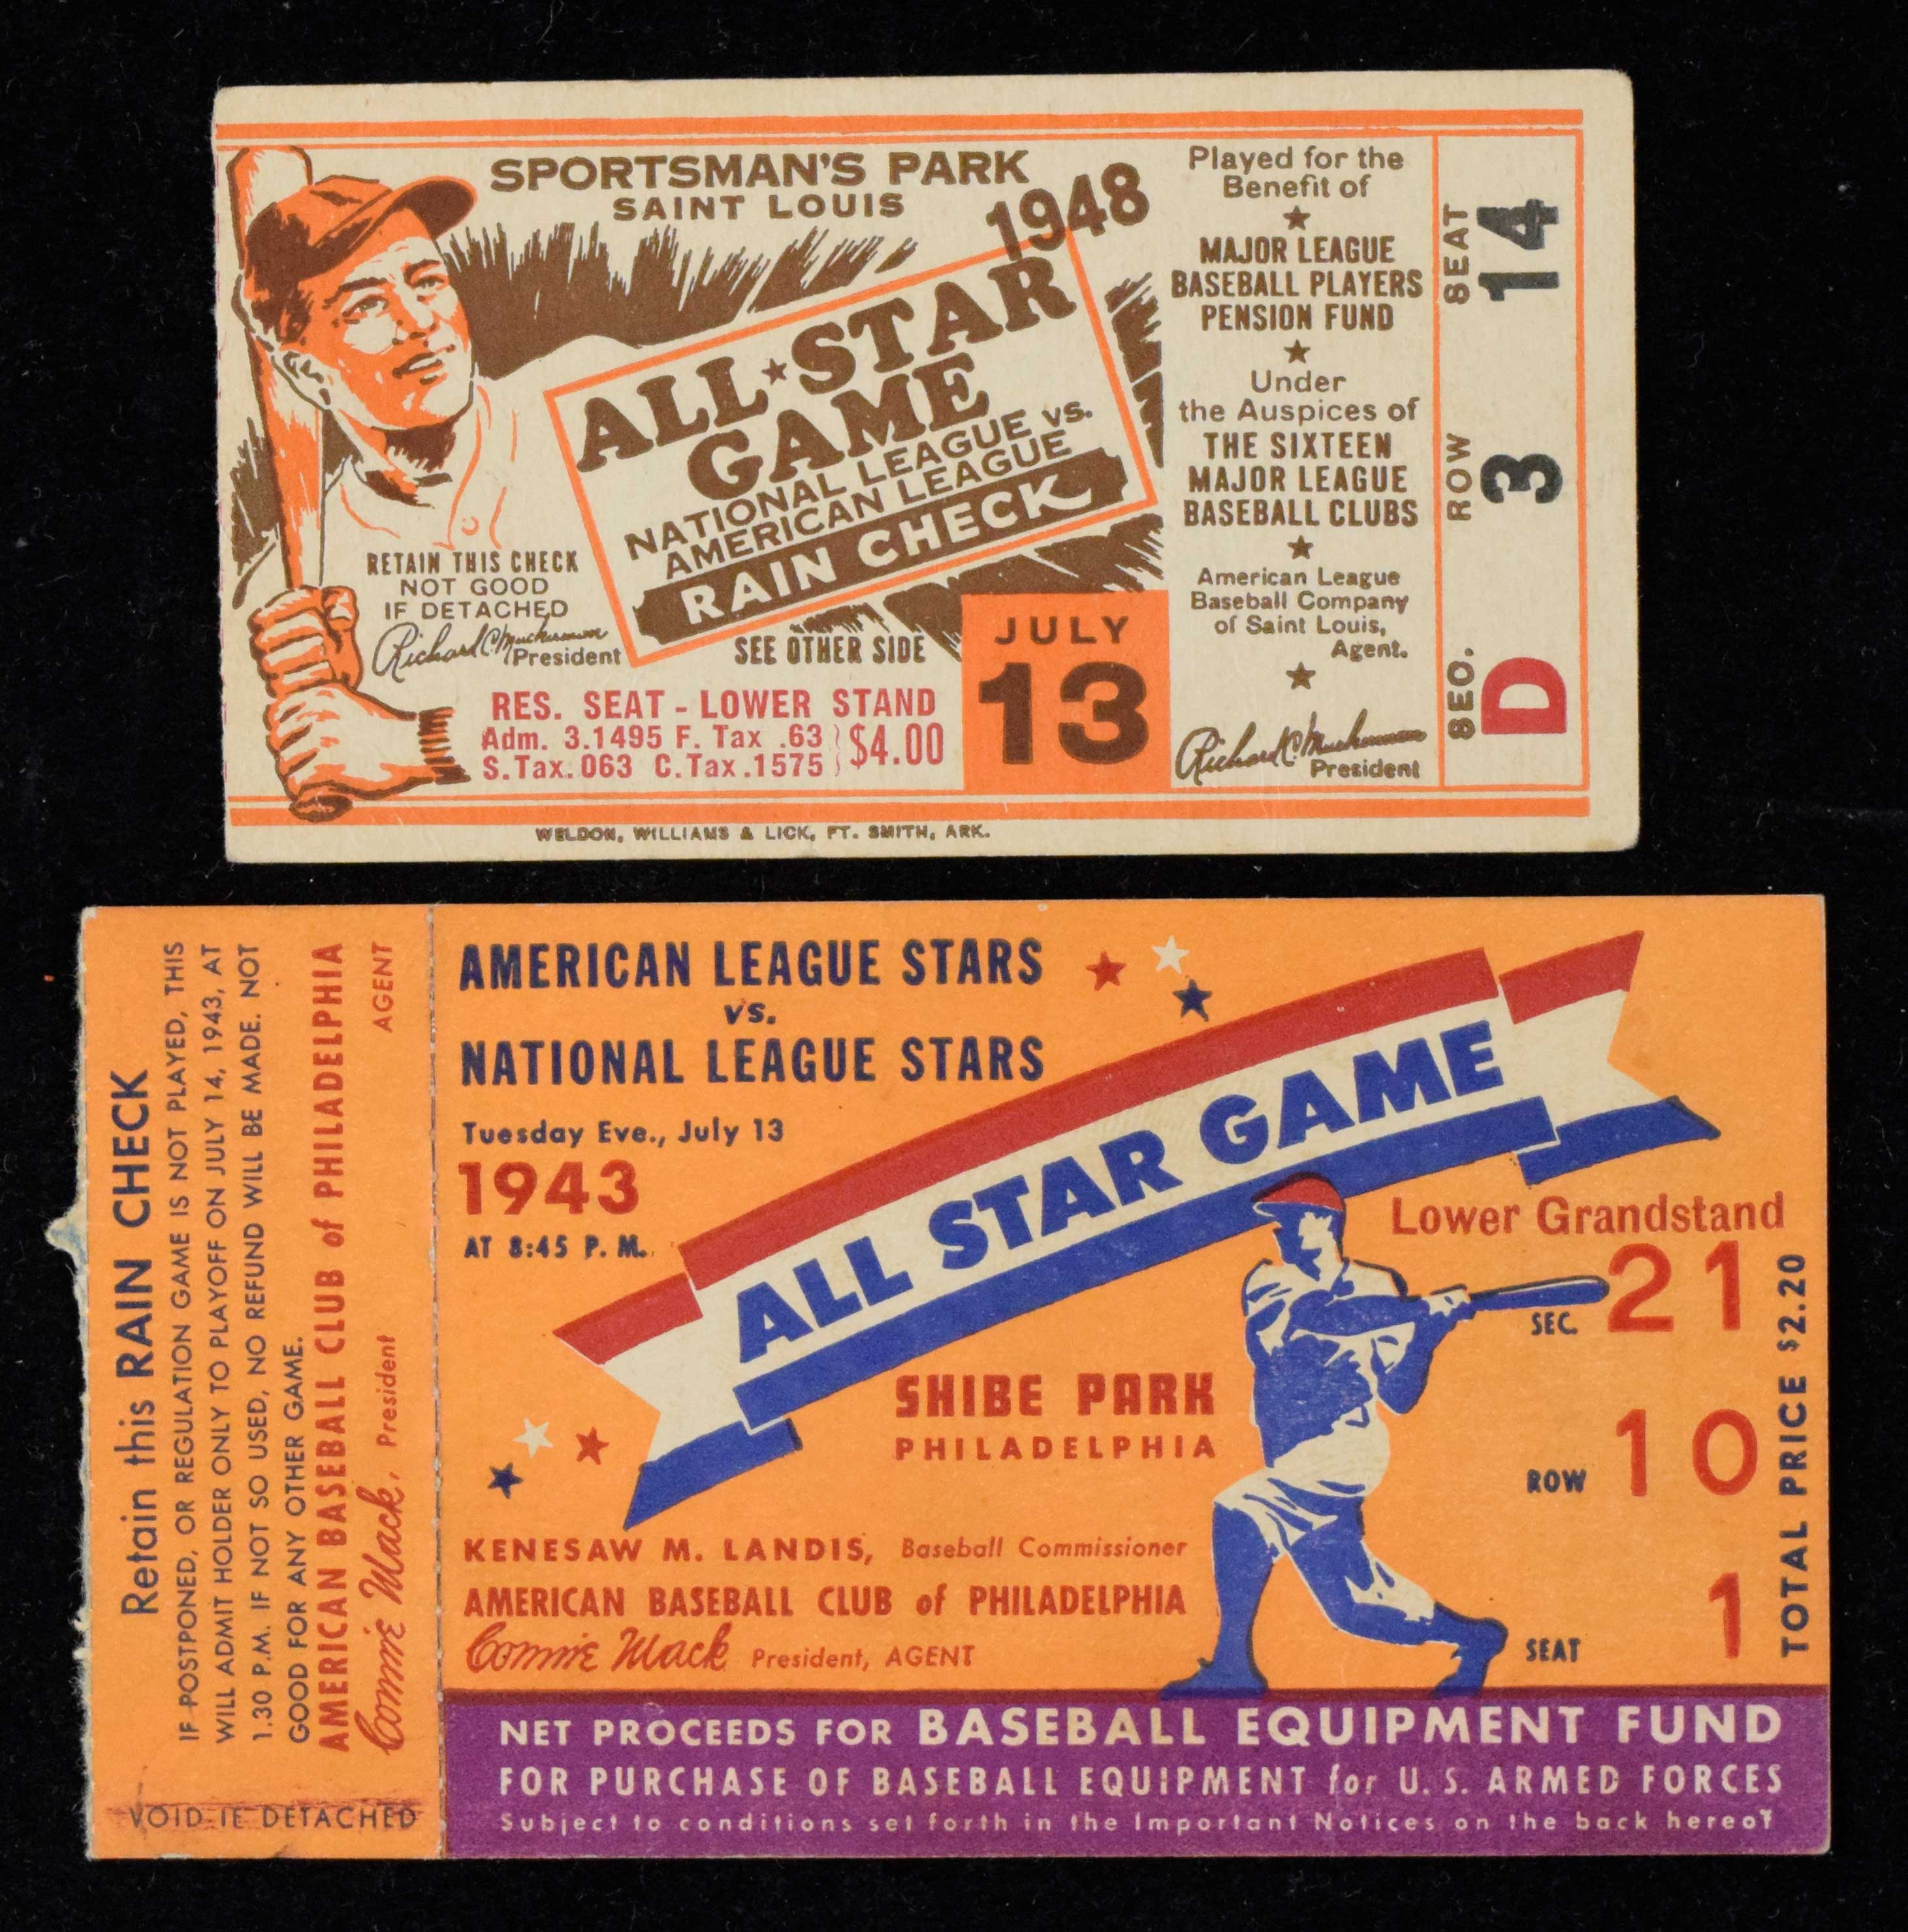 SPORTSMAN'S PARK
SAINT LOUIS
1948
ALL★STAR
GAME
NATIONAL LEAGUE VS.
AMERICAN LEAGUE
RAIN CHECK
RETAIN THIS CHECK
NOT GOOD
IF DETACHED
Richard C. Muckerman
President
SEE OTHER SIDE
RES. SEAT - LOWER STAND
Adm. 3.1495 F. Tax .63
S. Tax. 063 C. Tax .1575
$4.00
JULY
13
Played for the
Benefit of
★
MAJOR LEAGUE
BASEBALL PLAYERS
PENSION FUND
★
Under
the Auspices of
THE SIXTEEN
MAJOR LEAGUE
BASEBALL CLUBS
★
American League
Baseball Company
of Saint Louis,
Agent.
★
Richard C. Muckerman
President
SEAT 14
ROW 3
SEC. D
WELDON, WILLIAMS & LICK, FT. SMITH, ARK.
Retain this RAIN CHECK
IF POSTPONED, OR REGULATION GAME IS NOT PLAYED, THIS
WILL ADMIT HOLDER ONLY TO PLAYOFF ON JULY 14, 1943, AT
1.30 P.M. IF NOT SO USED, NO REFUND WILL BE MADE. NOT
GOOD FOR ANY OTHER GAME.
AMERICAN BASEBALL CLUB of PHILADELPHIA
Connie Mack, President AGENT
VOID IF DETACHED
AMERICAN LEAGUE STARS
VS.
NATIONAL LEAGUE STARS
Tuesday Eve., July 13
1943
AT 8:45 P. M.
ALL STAR GAME
SHIBE PARK
PHILADELPHIA
Lower Grandstand
SEC. 21
ROW 10
SEAT 1
TOTAL PRICE $2.20
KENESAW M. LANDIS, Baseball Commissioner
AMERICAN BASEBALL CLUB of PHILADELPHIA
Connie Mack President, AGENT
NET PROCEEDS FOR BASEBALL EQUIPMENT FUND
FOR PURCHASE OF BASEBALL EQUIPMENT for U. S. ARMED FORCES
Subject to conditions set forth in the Important Notices on the back hereof